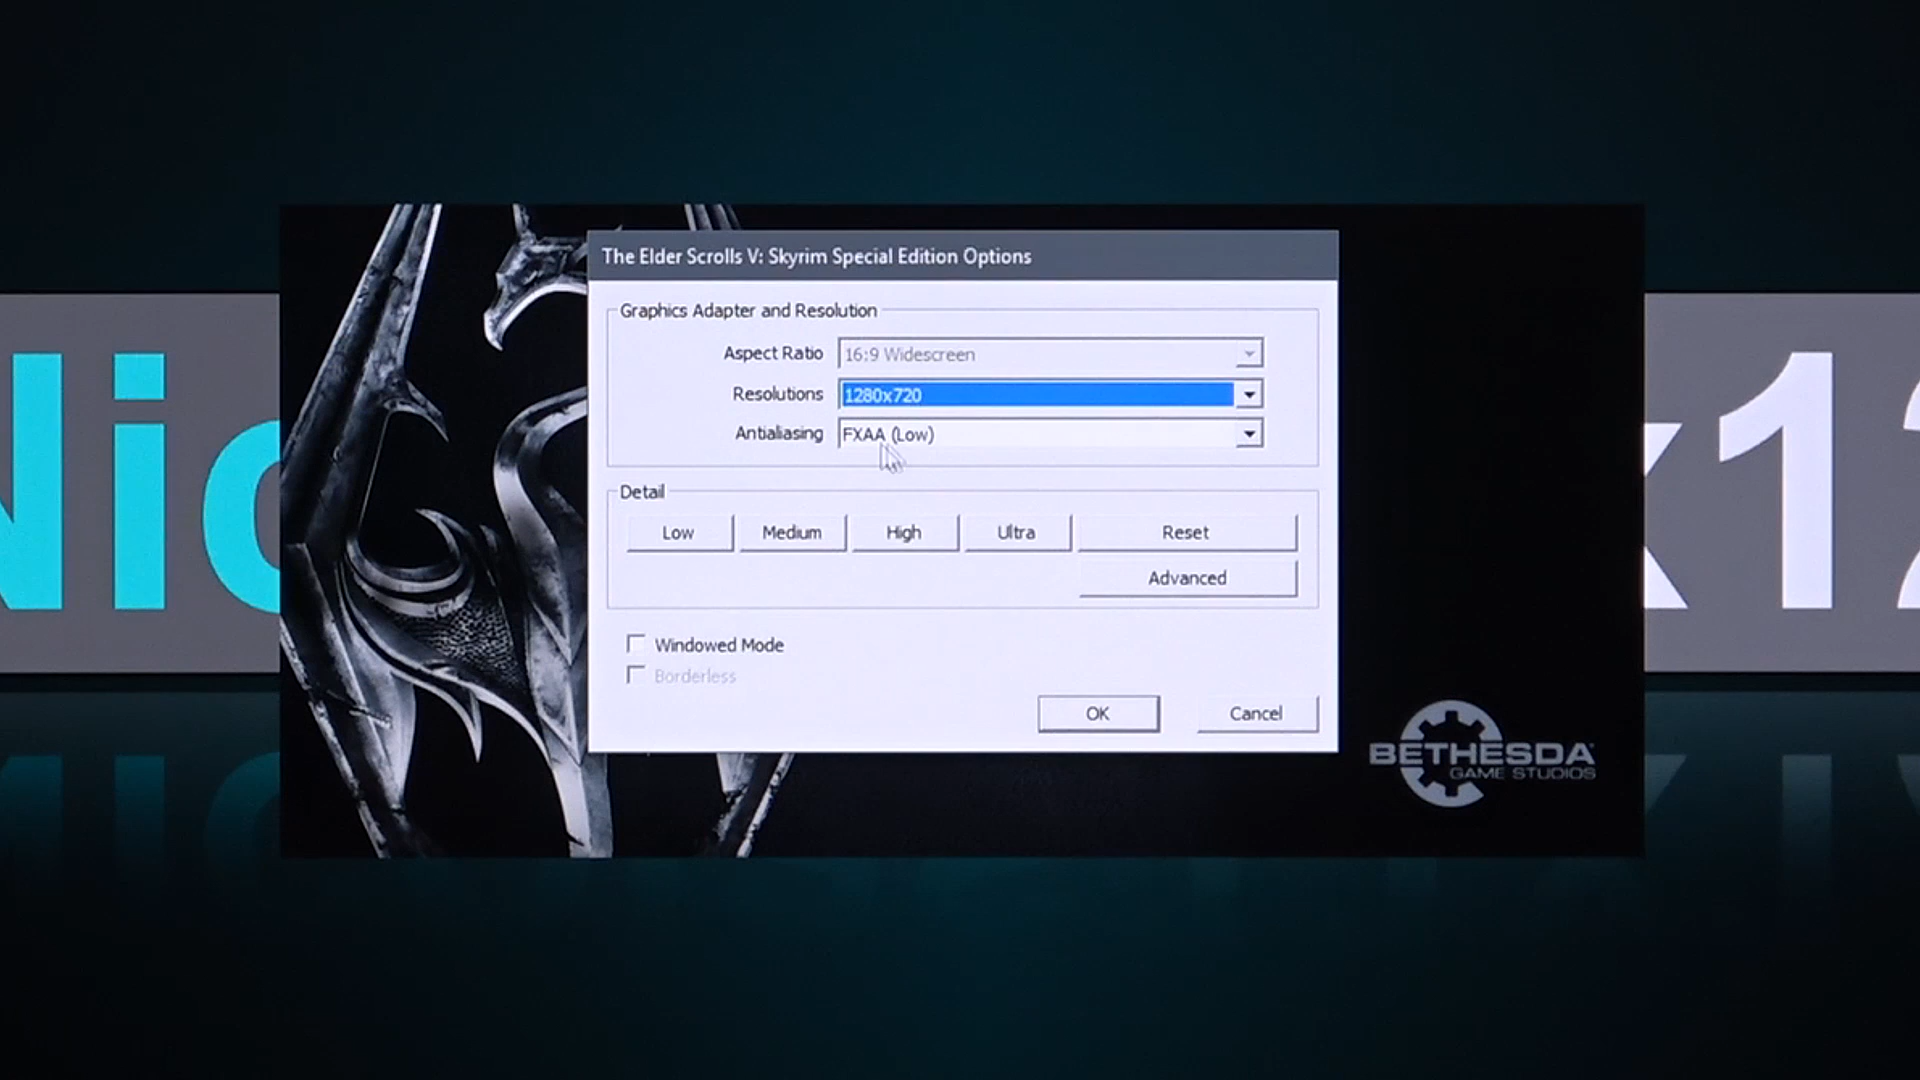 The Elder Scrolls V: Skyrim Special Edition Options
Graphics Adapter and Resolution
Aspect Ratio 16:9 Widescreen
Resolutions 1280x720
Antialiasing FXAA (Low)
Detail
Low Medium High Ultra Reset
Advanced
Windowed Mode
Borderless
OK Cancel
BETHESDA
GAME STUDIOS